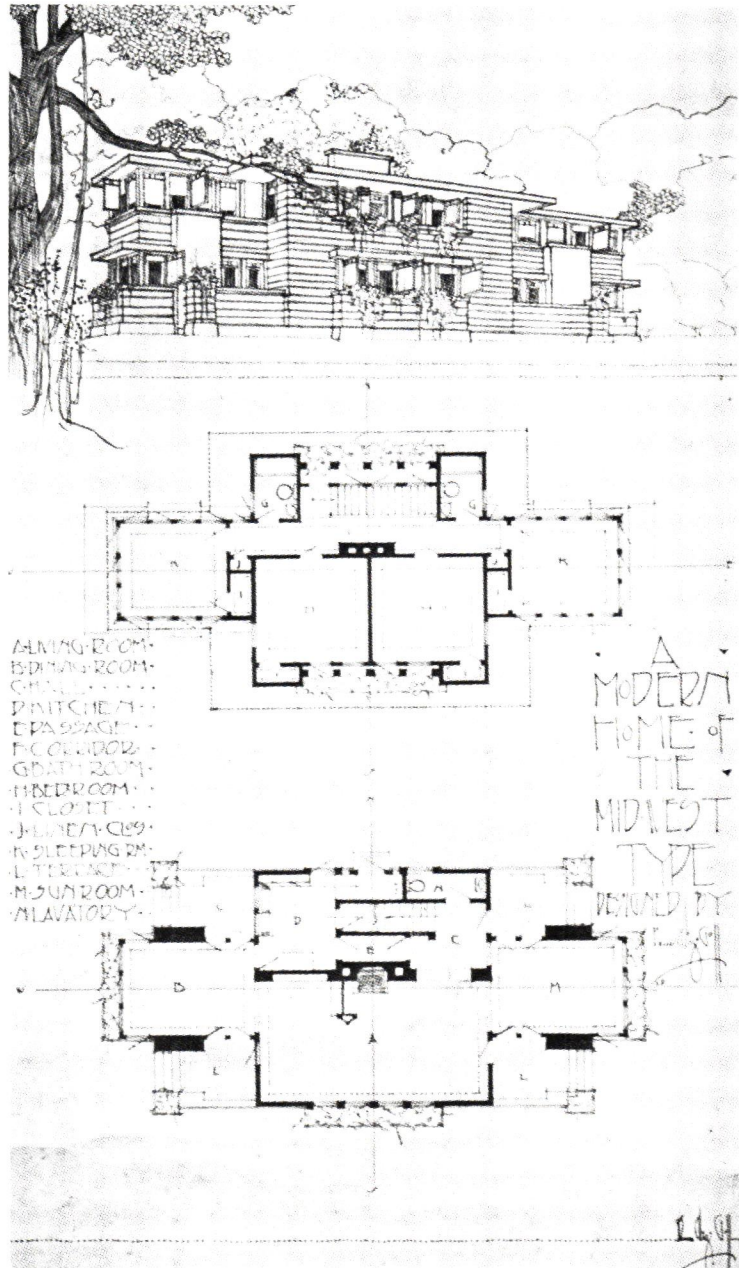 A·LIVING·ROOM·
B·DINING·ROOM·
C·HALL·····
D·KITCHEN··
E·PASSAGE··
F·CORRIDOR·
G·BATH ROOM·
·H·BEDROOM··
·I·CLOSET···
·J·LINEN·CLOS·
·K·SLEEPING RM·
·L·TERRACE··
·M·SUN ROOM··
·N·LAVATORY··
A
MODERN
HOME·OF
THE
MIDWEST
TYPE
DESIGNED BY
G
G
K
J
J
K
H
H
N
D
C
E
B
M
A
L
L